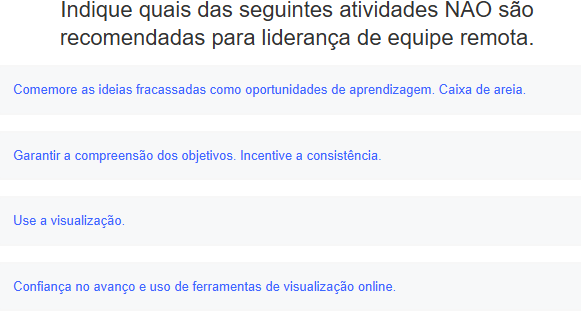 Indique quais das seguintes atividades NÃO são
recomendadas para liderança de equipe remota.
Comemore as ideias fracassadas como oportunidades de aprendizagem. Caixa de areia.
Garantir a compreensão dos objetivos. Incentive a consistência.
Use a visualização.
Confiança no avanço e uso de ferramentas de visualização online.